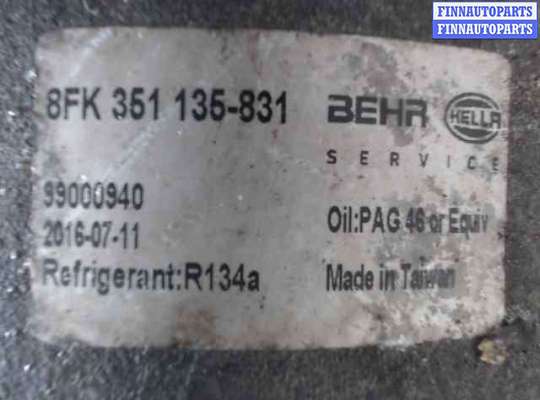 FINNAUTOPARTS
FINNAUTOPARTS
8FK 351 135-831
BEHR HELLA
SERVICE
99000940
2016-07-11
Oil:PAG 46 or Equiv
Refrigerant:R134a
Made in Taiwan